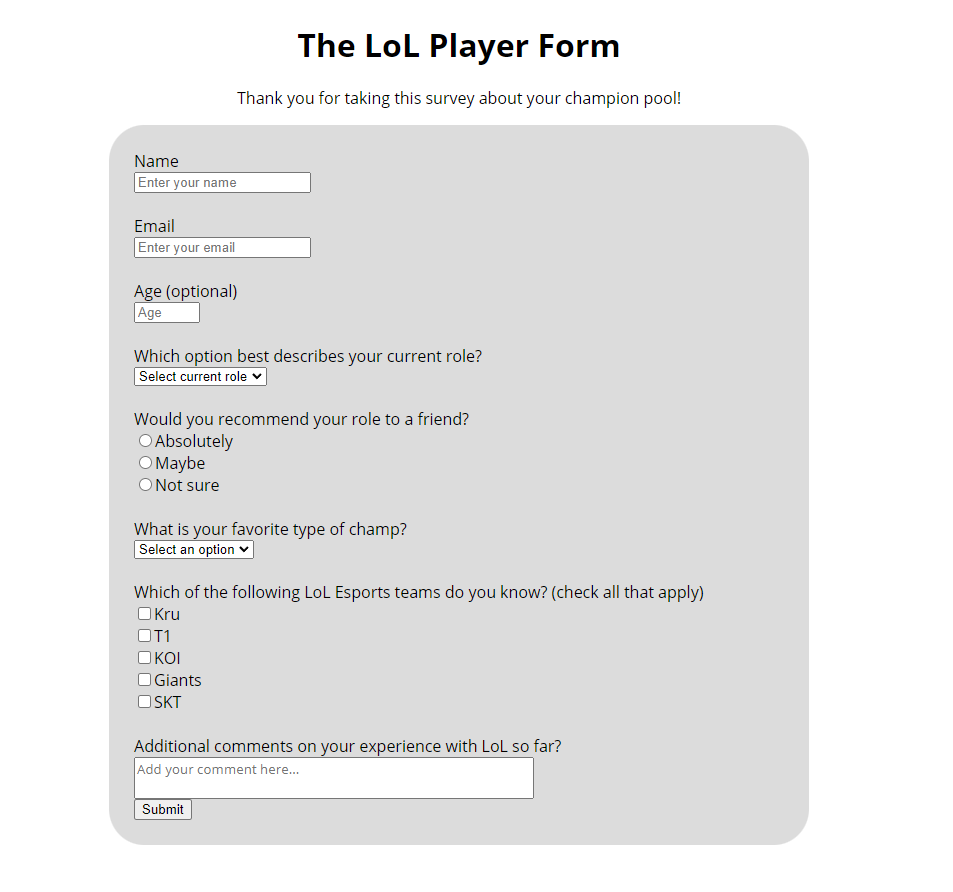 The LoL Player Form
Thank you for taking this survey about your champion pool!
Name
Enter your name
Email
Enter your email
Age (optional)
Age
Which option best describes your current role?
Select current role
Would you recommend your role to a friend?
Absolutely
Maybe
Not sure
What is your favorite type of champ?
Select an option
Which of the following LoL Esports teams do you know? (check all that apply)
Kru
T1
KOI
Giants
SKT
Additional comments on your experience with LoL so far?
Add your comment here...
Submit